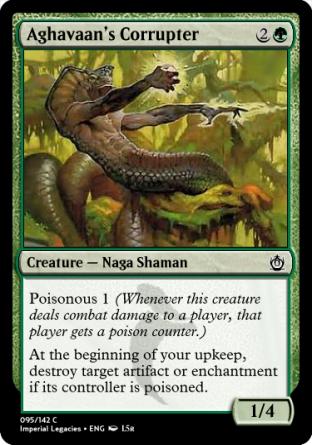 Aghavaan's Corrupter 2
Creature — Naga Shaman
Poisonous 1 (Whenever this creature
deals combat damage to a player, that
player gets a poison counter.)
At the beginning of your upkeep,
destroy target artifact or enchantment
if its controller is poisoned.
1/4
095/142 C
Imperial Legacies • ENG LSr